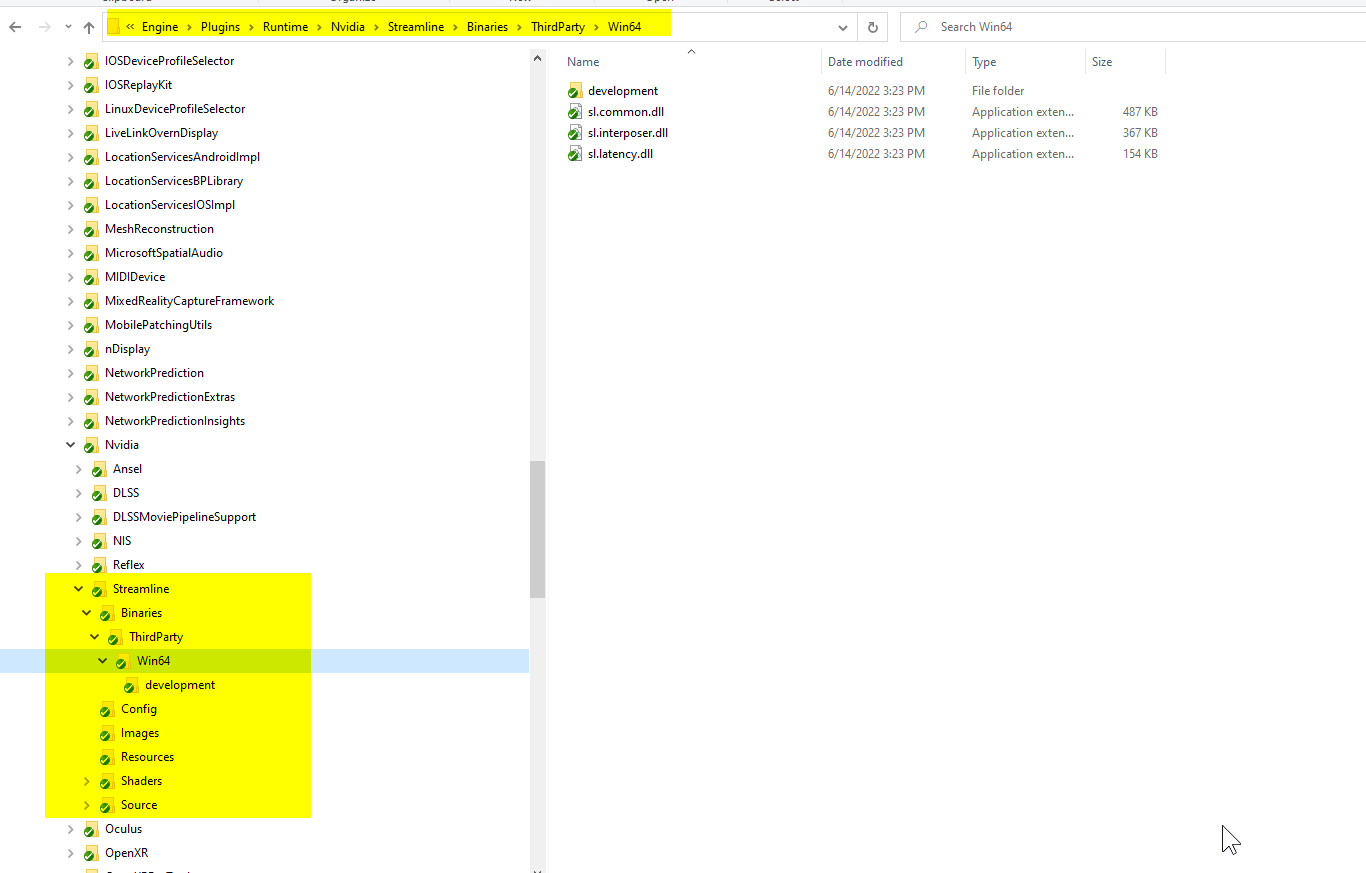 « Engine > Plugins > Runtime > Nvidia > Streamline > Binaries > ThirdParty > Win64
Search Win64
IOSDeviceProfileSelector
IOSReplayKit
LinuxDeviceProfileSelector
LiveLinkOvernDisplay
LocationServicesAndroidImpl
LocationServicesBPLibrary
LocationServicesIOSImpl
MeshReconstruction
MicrosoftSpatialAudio
MIDIDevice
MixedRealityCaptureFramework
MobilePatchingUtils
nDisplay
NetworkPrediction
NetworkPredictionExtras
NetworkPredictionInsights
Nvidia
Ansel
DLSS
DLSSMoviePipelineSupport
NIS
Reflex
Streamline
Binaries
ThirdParty
Win64
development
Config
Images
Resources
Shaders
Source
Oculus
OpenXR
Name Date modified Type Size
development 6/14/2022 3:23 PM File folder
sl.common.dll 6/14/2022 3:23 PM Application exten... 487 KB
sl.interposer.dll 6/14/2022 3:23 PM Application exten... 367 KB
sl.latency.dll 6/14/2022 3:23 PM Application exten... 154 KB